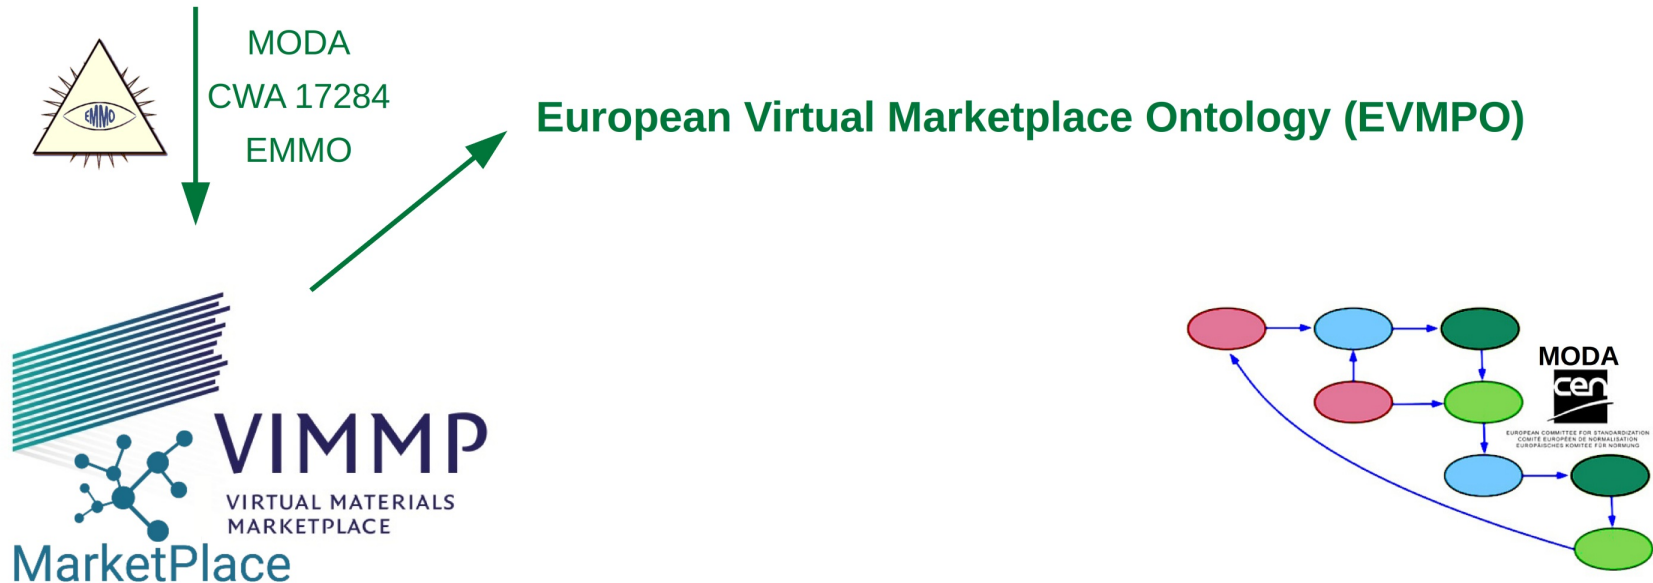 MODA
CWA 17284
EMMO
EMMO
European Virtual Marketplace Ontology (EVMPO)
VIMMP
VIRTUAL MATERIALS
MARKETPLACE
MarketPlace
MODA
cen
EUROPEAN COMMITTEE FOR STANDARDIZATION
COMITÉ EUROPÉEN DE NORMALISATION
EUROPÄISCHES KOMITEE FÜR NORMUNG